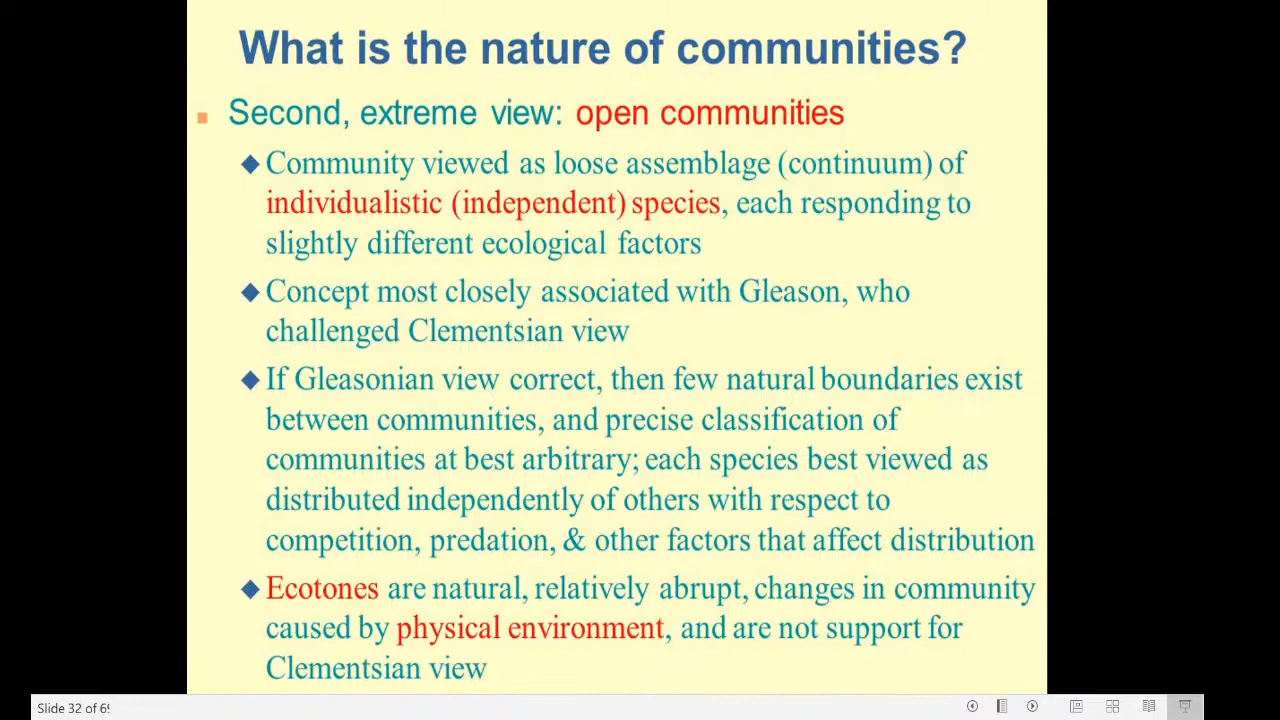 What is the nature of communities?
Second, extreme view: open communities
Community viewed as loose assemblage (continuum) of
individualistic (independent) species, each responding to
slightly different ecological factors
Concept most closely associated with Gleason, who
challenged Clementsian view
If Gleasonian view correct, then few natural boundaries exist
between communities, and precise classification of
communities at best arbitrary; each species best viewed as
distributed independently of others with respect to
competition, predation, & other factors that affect distribution
Ecotones are natural, relatively abrupt, changes in community
caused by physical environment, and are not support for
Clementsian view
Slide 32 of 69